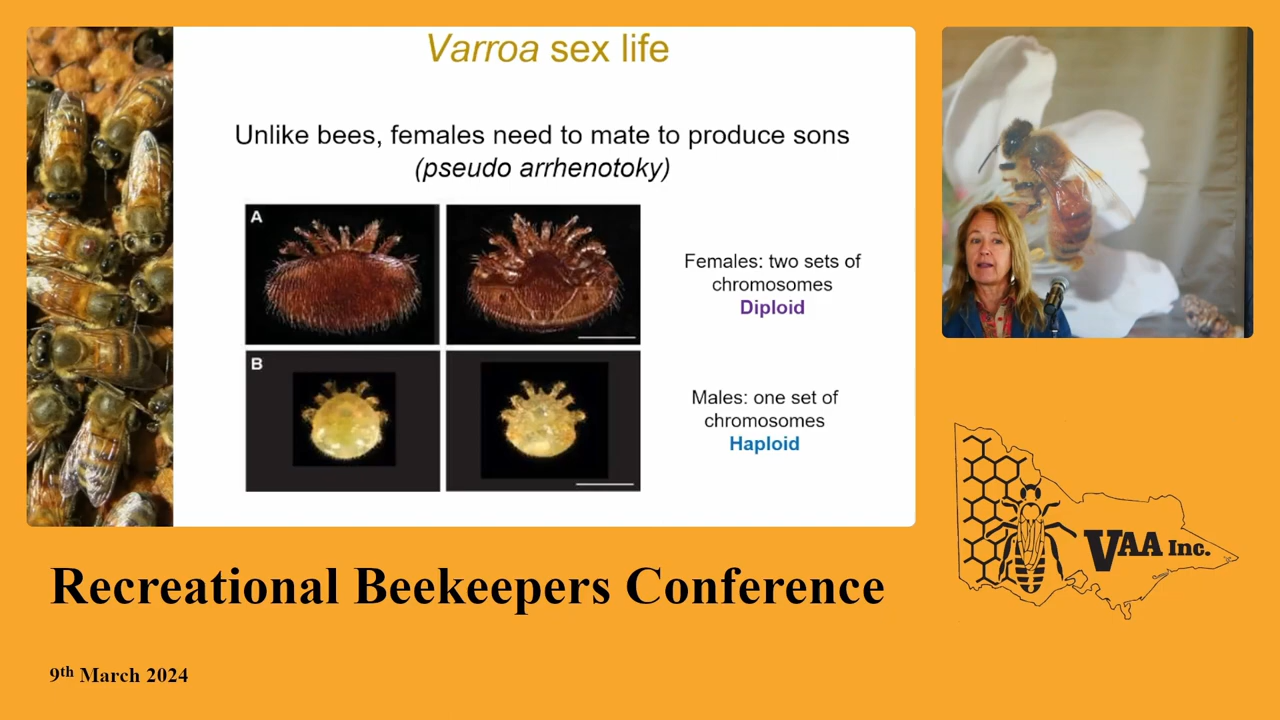 Varroa sex life
Unlike bees, females need to mate to produce sons
(pseudo arrhenotoky)
A
Females: two sets of
chromosomes
Diploid
B
Males: one set of
chromosomes
Haploid
VAA Inc.
Recreational Beekeepers Conference
9th March 2024